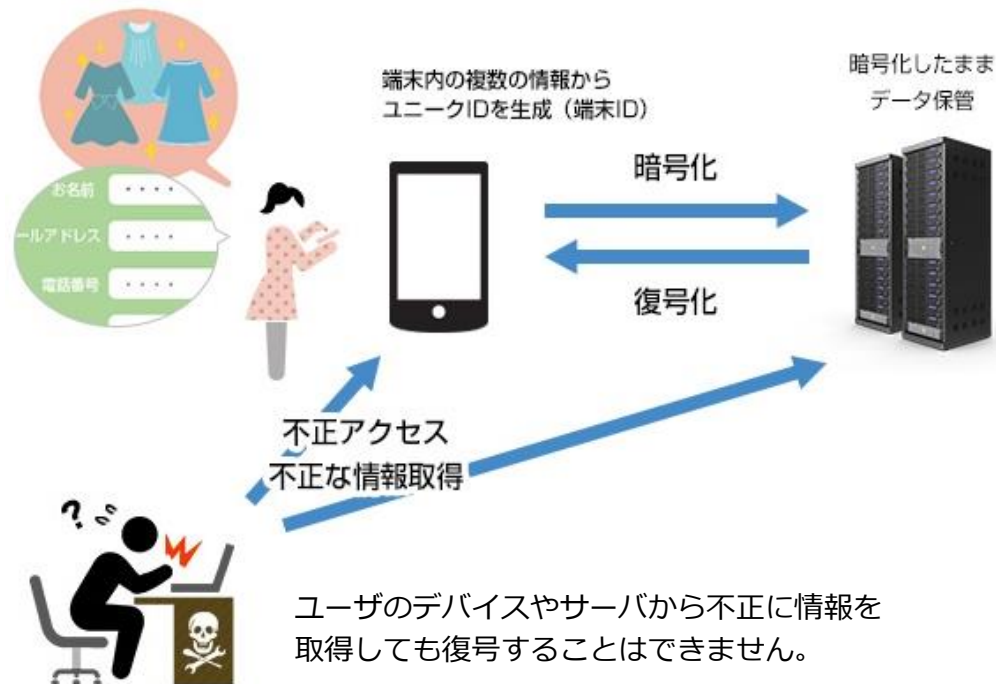 端末内の複数の情報から
ユニークIDを生成（端末ID）
暗号化したまま
データ保管
お名前
ールアドレス
電話番号
暗号化
復号化
不正アクセス
不正な情報取得
?
ユーザのデバイスやサーバから不正に情報を
取得しても復号することはできません。